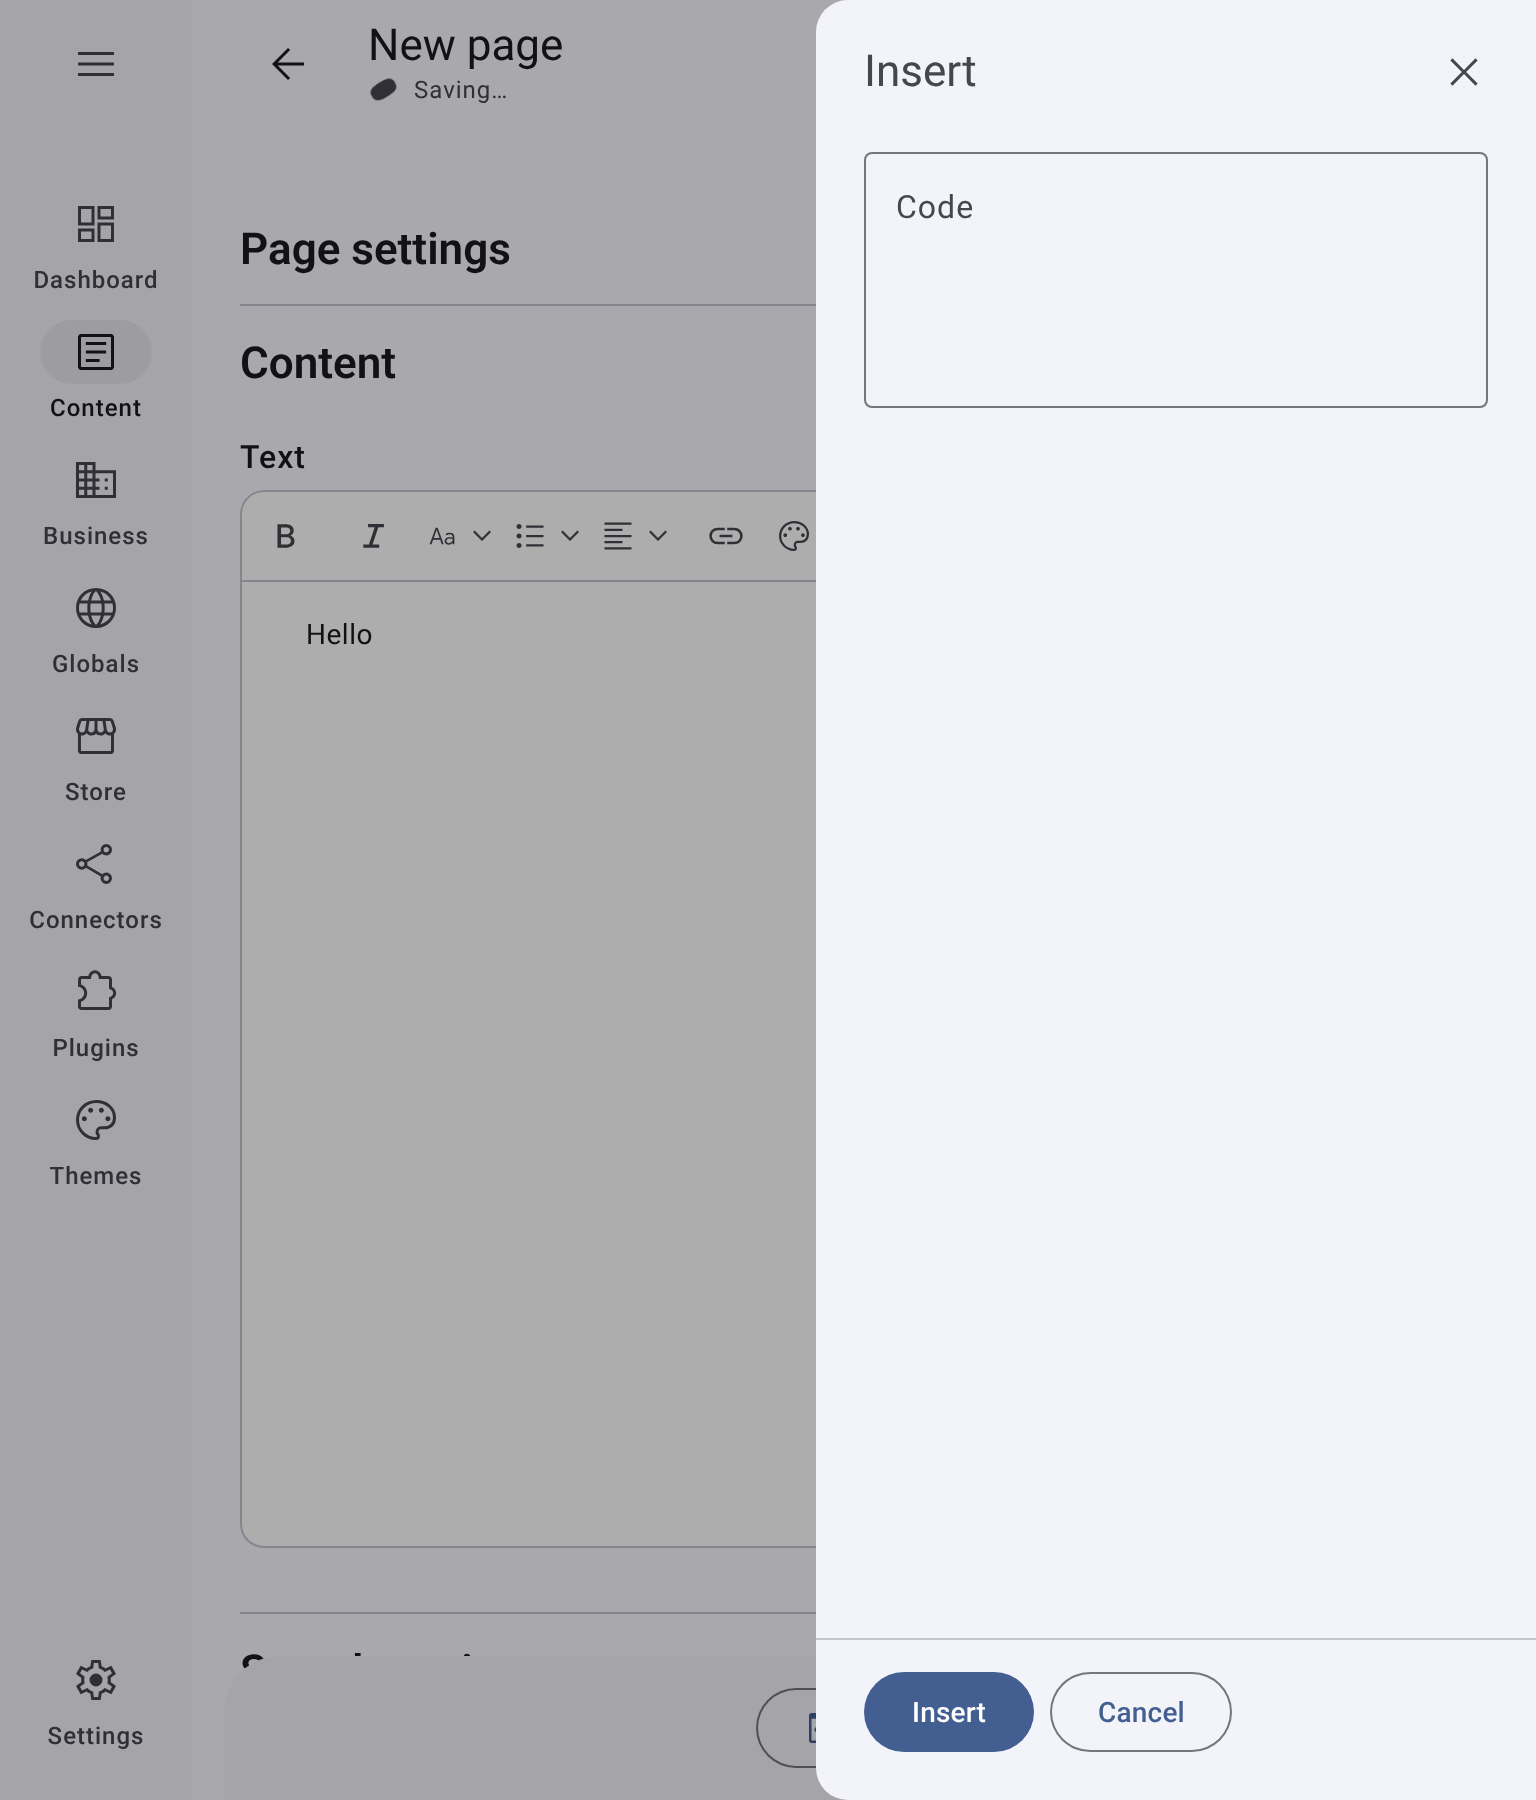 New page
Saving...
Dashboard
Content
Business
Globals
Store
Connectors
Plugins
Themes
Settings
Page settings
Content
Text
B I Aa
Hello
Insert
Code
Insert
Cancel